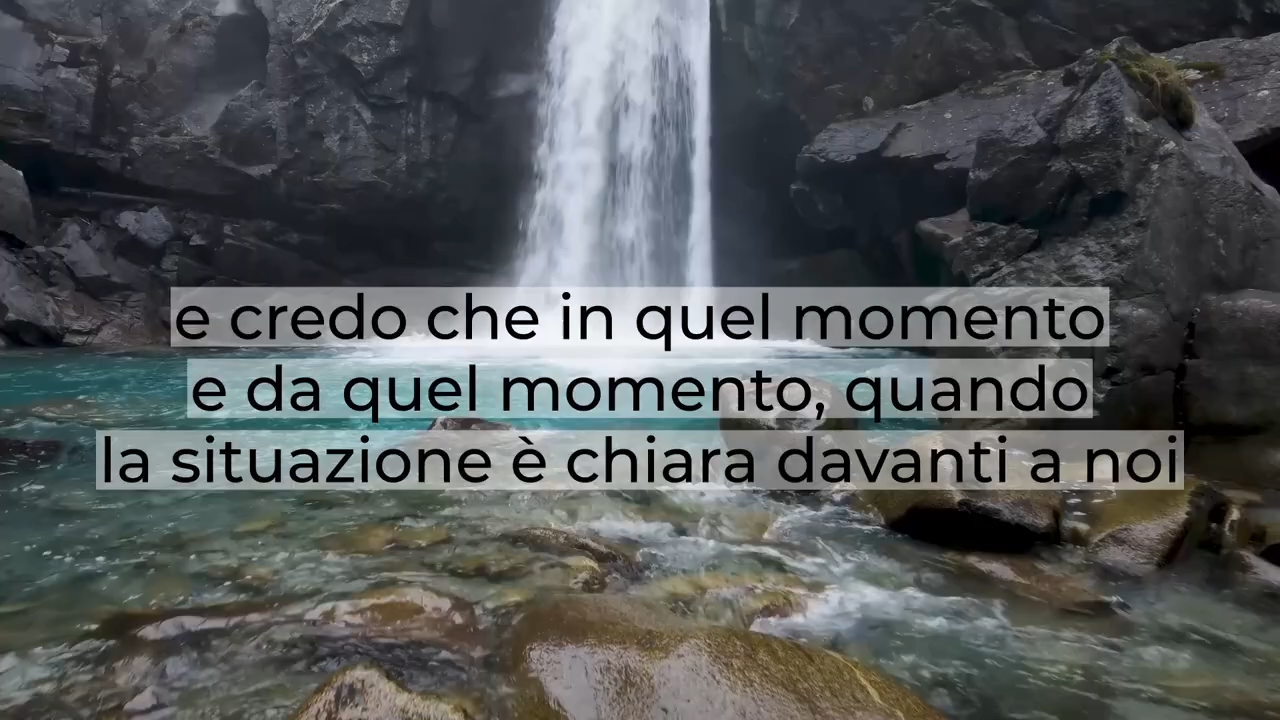 e credo che in quel momento
e da quel momento, quando
la situazione è chiara davanti a noi